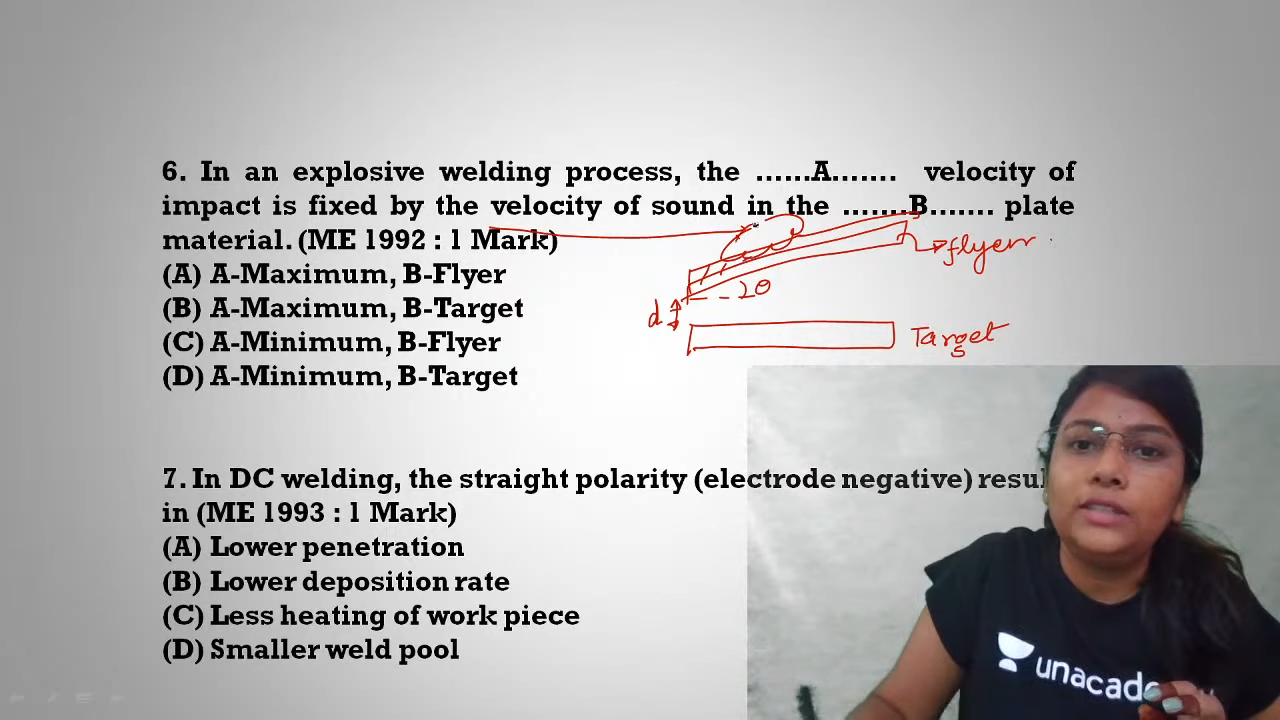 6. In an explosive welding process, the ......A....... velocity of
impact is fixed by the velocity of sound in the .......B....... plate
material. (ME 1992 : 1 Mark)
(A) A-Maximum, B-Flyer
(B) A-Maximum, B-Target
(C) A-Minimum, B-Flyer
(D) A-Minimum, B-Target
flyer
20
d
Target
7. In DC welding, the straight polarity (electrode negative)
in (ME 1993 : 1 Mark)
(A) Lower penetration
(B) Lower deposition rate
(C) Less heating of work piece
(D) Smaller weld pool